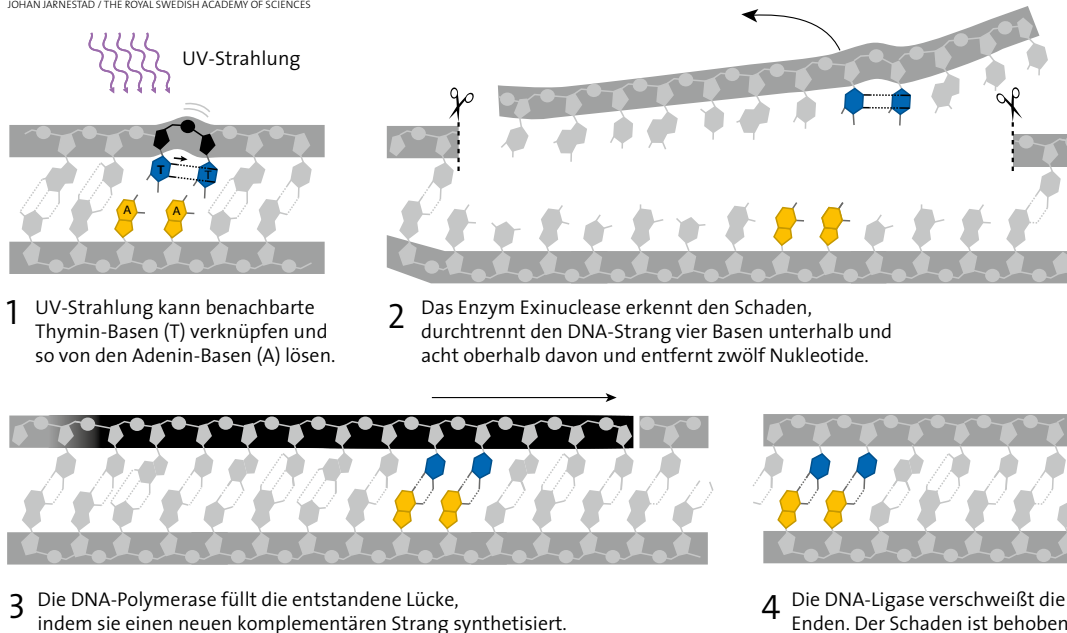 JOHAN JARNESTAD / THE ROYAL SWEDISH ACADEMY OF SCIENCES
UV-Strahlung
T
T
A
A
1 UV-Strahlung kann benachbarte
Thymin-Basen (T) verknüpfen und
so von den Adenin-Basen (A) lösen.
2 Das Enzym Exinuclease erkennt den Schaden,
durchtrennt den DNA-Strang vier Basen unterhalb und
acht oberhalb davon und entfernt zwölf Nukleotide.
3 Die DNA-Polymerase füllt die entstandene Lücke,
indem sie einen neuen komplementären Strang synthetisiert.
4 Die DNA-Ligase verschweißt die
Enden. Der Schaden ist behoben